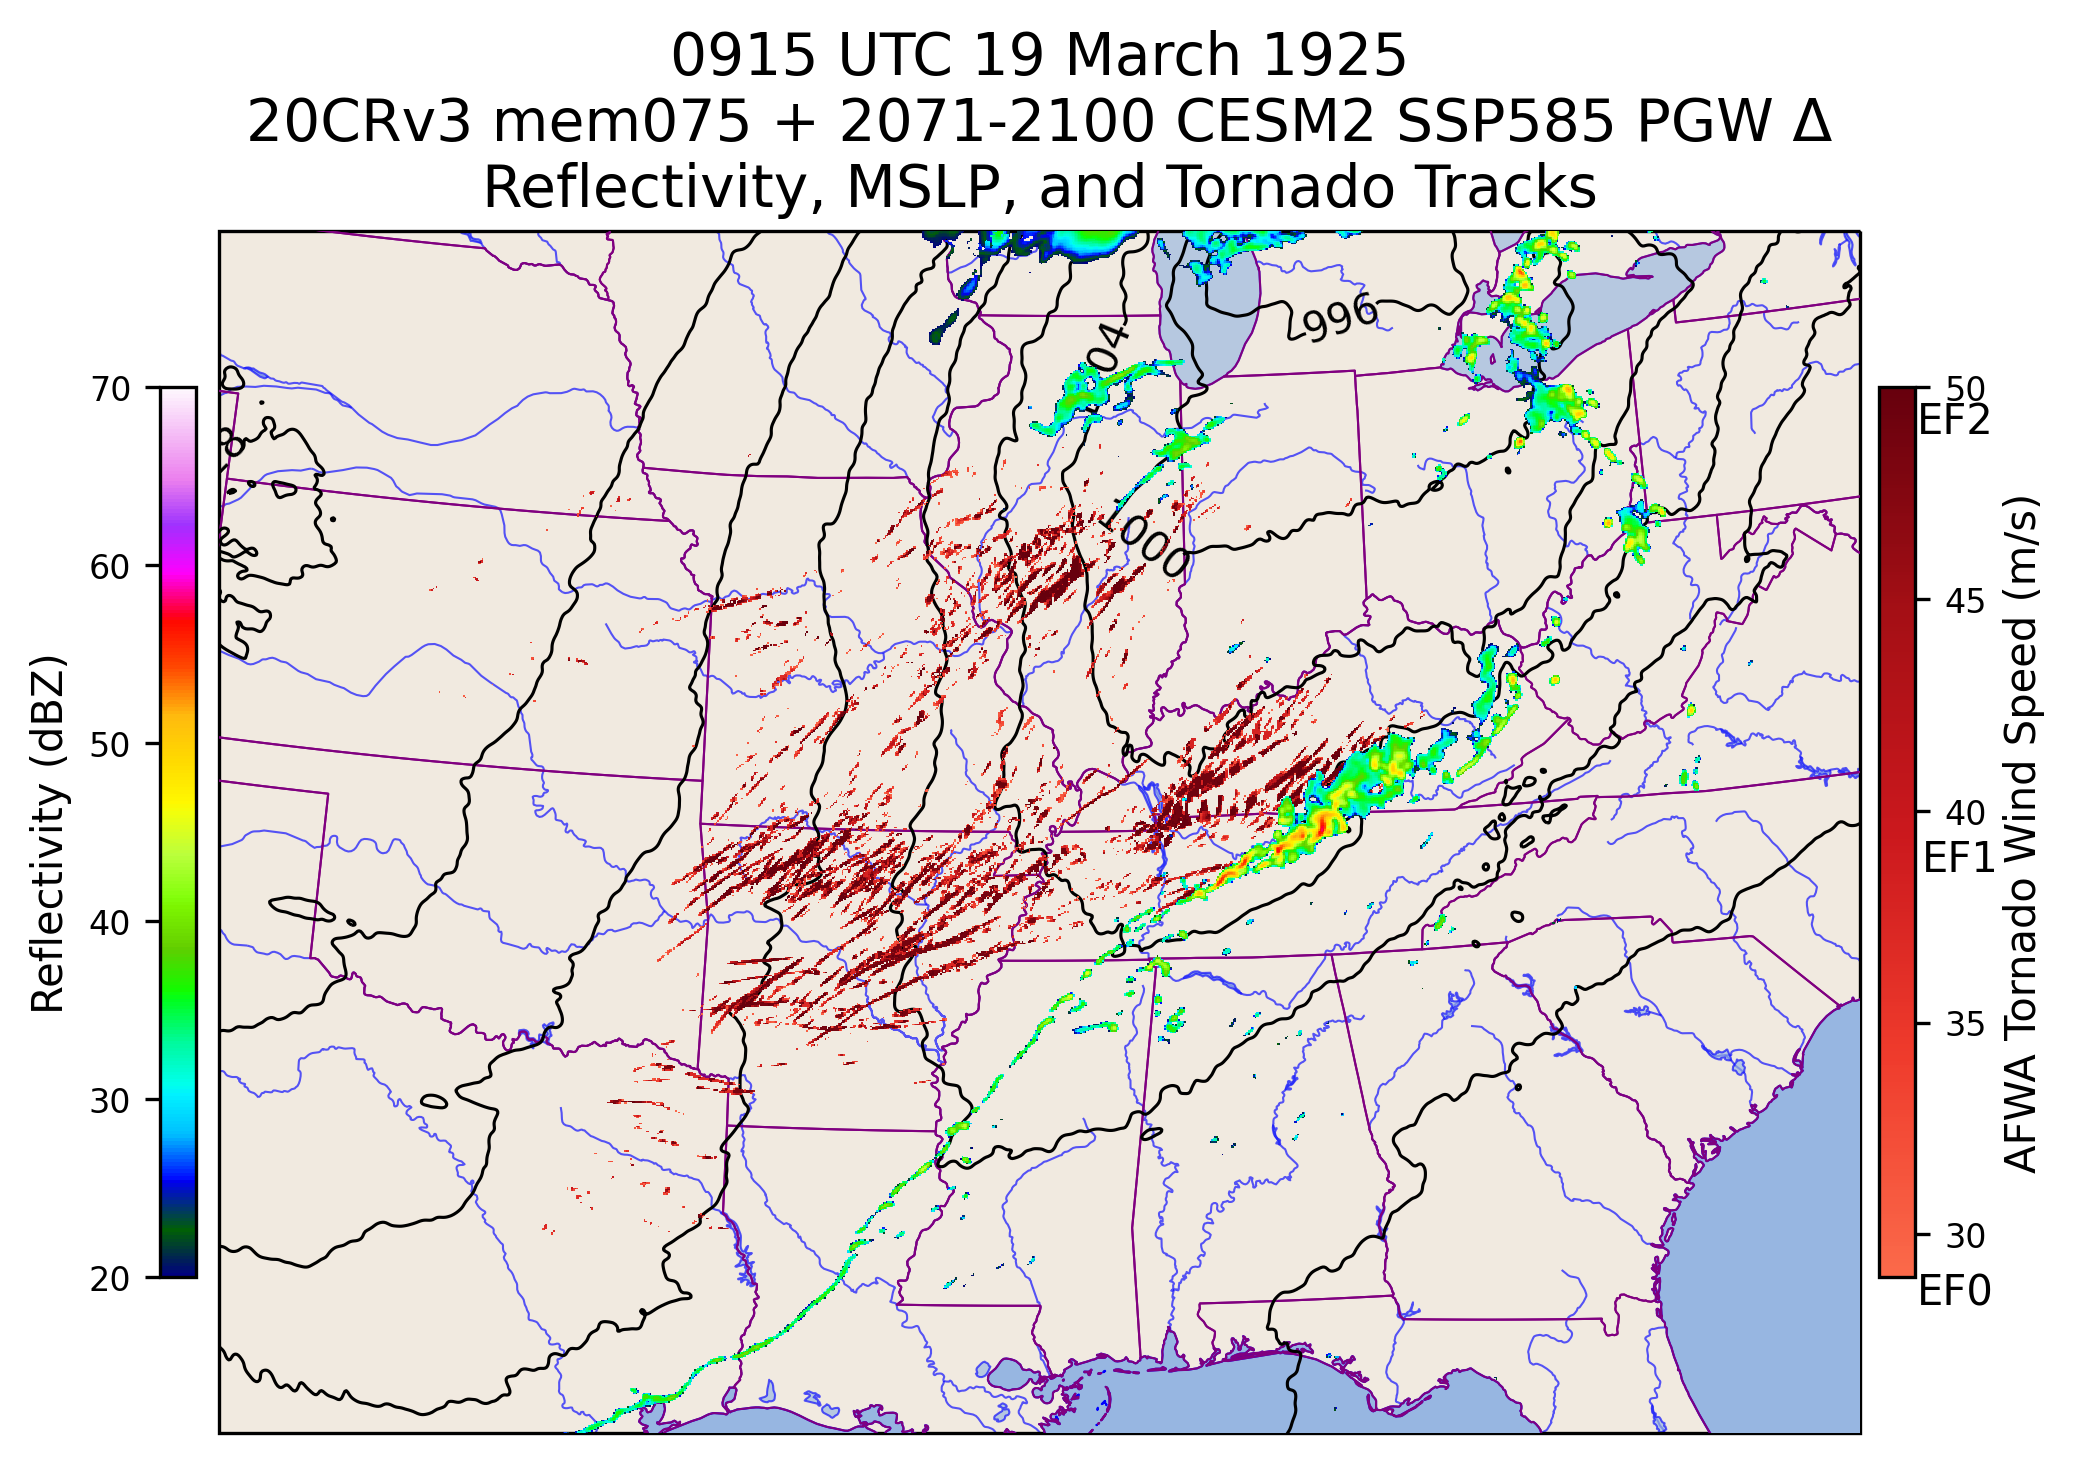 0915 UTC 19 March 1925
20CRv3 mem075 + 2071-2100 CESM2 SSP585 PGW Δ
Reflectivity, MSLP, and Tornado Tracks
Reflectivity (dBZ)
70
60
50
40
30
20
996
04
1000
8
50
EF2
45
40
EF1
35
30
EF0
AFWA Tornado Wind Speed (m/s)